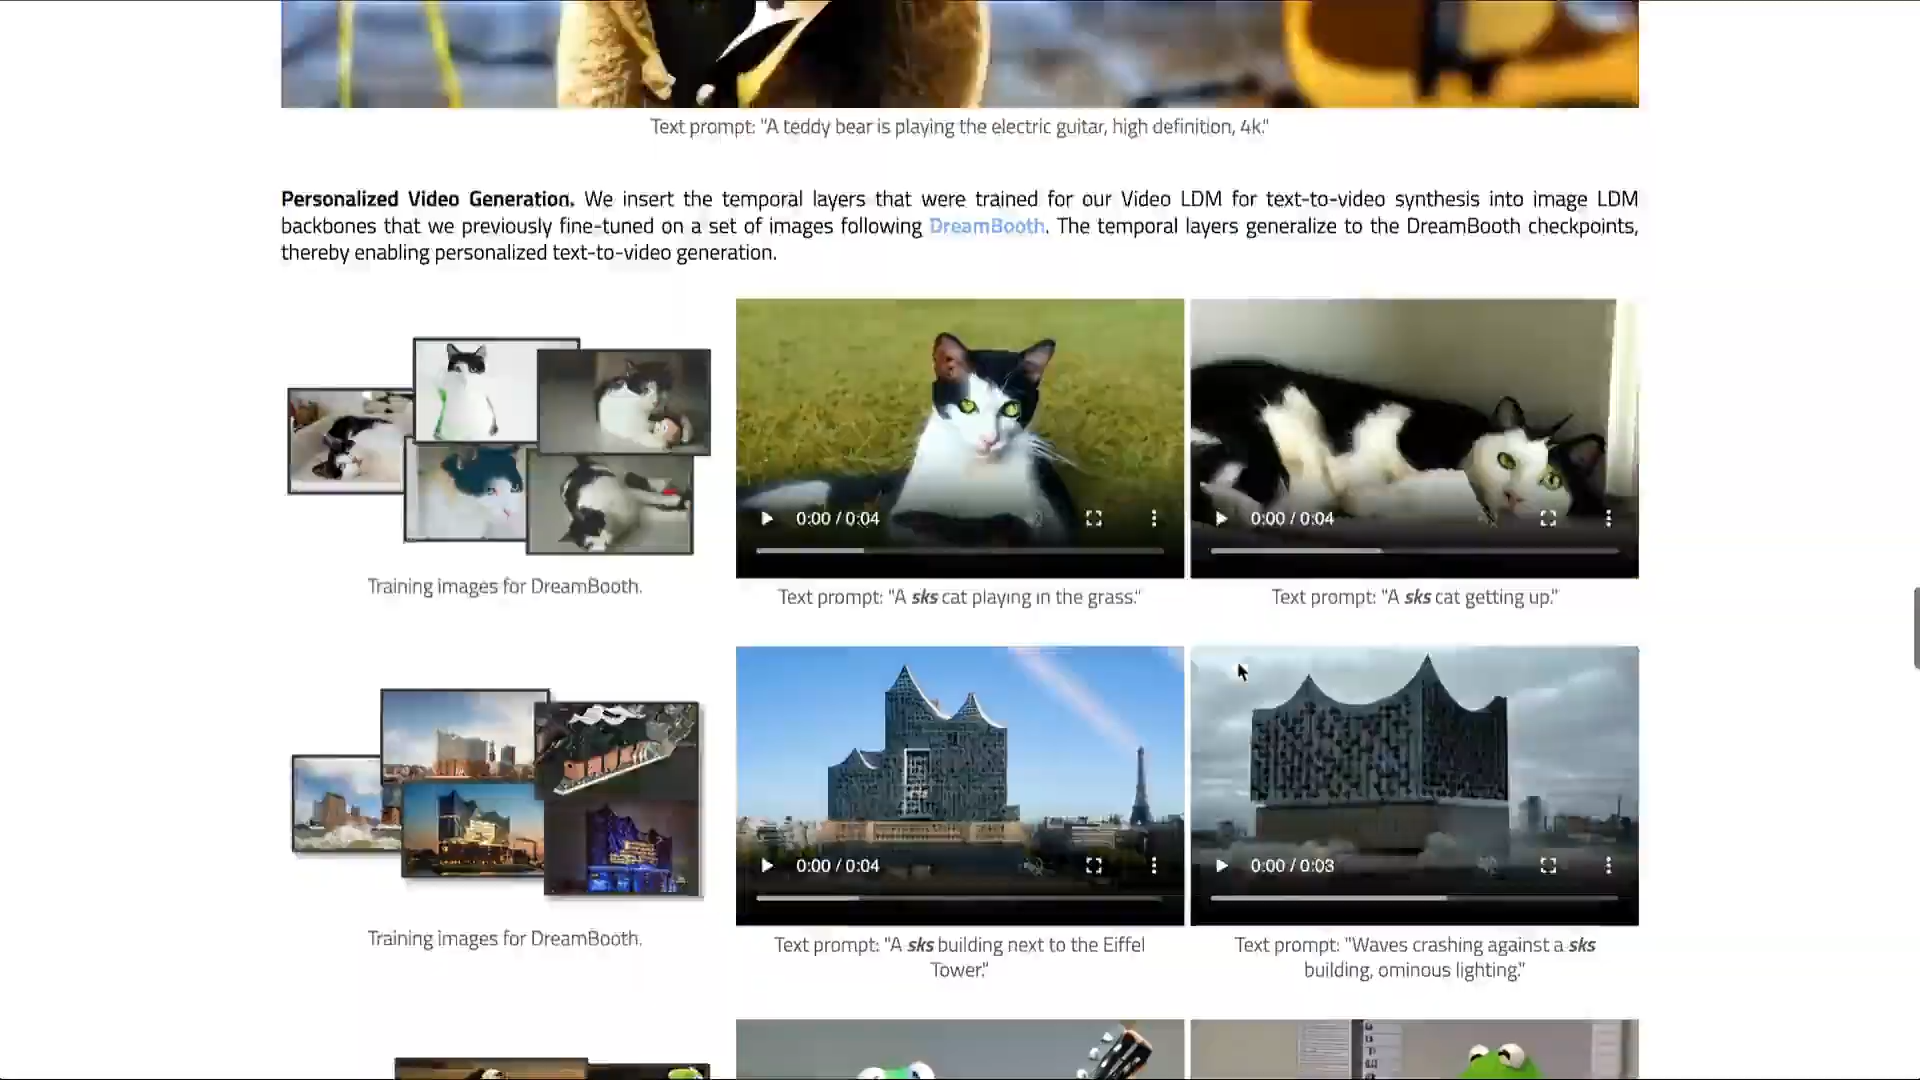 Text prompt: "A teddy bear is playing the electric guitar, high definition, 4k."
Personalized Video Generation. We insert the temporal layers that were trained for our Video LDM for text-to-video synthesis into image LDM
backbones that we previously fine-tuned on a set of images following DreamBooth. The temporal layers generalize to the DreamBooth checkpoints,
thereby enabling personalized text-to-video generation.
0:00 / 0:04
0:00 / 0:04
Training images for DreamBooth.
Text prompt: "A sks cat playing in the grass."
Text prompt: "A sks cat getting up."
0:00 / 0:04
0:00 / 0:03
Training images for DreamBooth.
Text prompt: "A sks building next to the Eiffel
Tower."
Text prompt: "Waves crashing against a sks
building, ominous lighting."